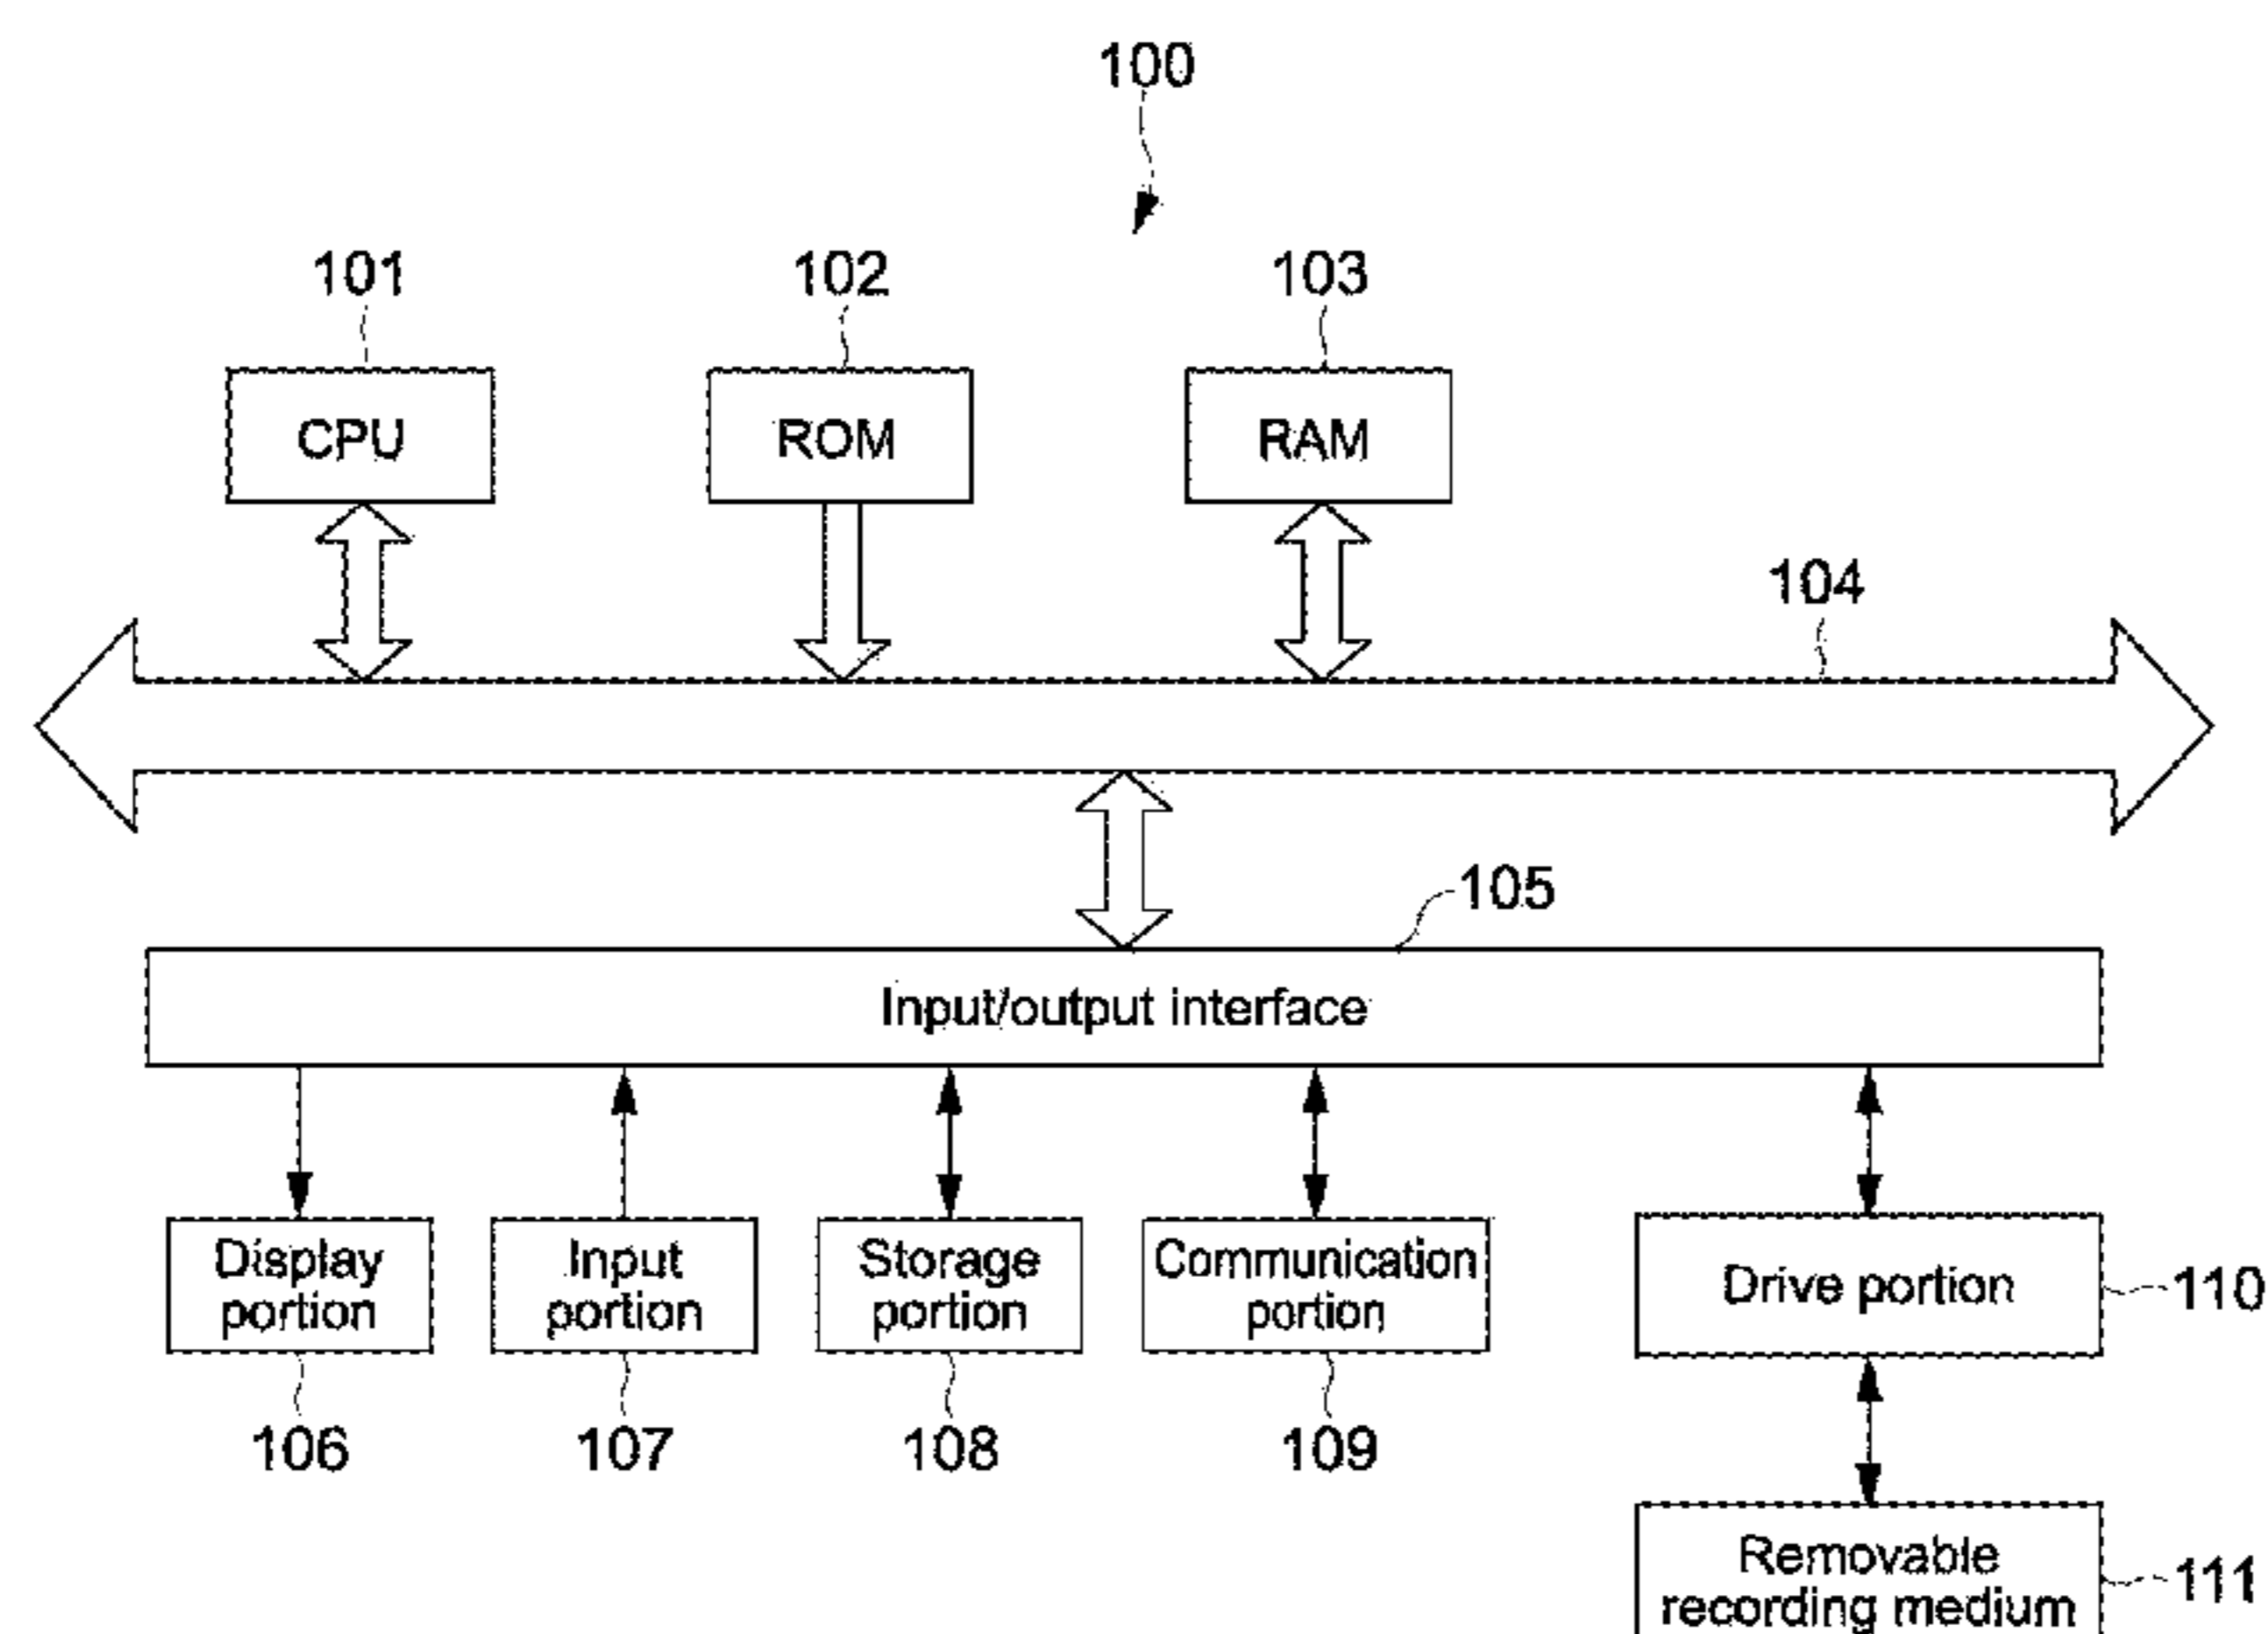 100
101
102
103
CPU
ROM
RAM
104
105
Input/output interface
Display
portion
Input
portion
Storage
portion
Communication
portion
Drive portion
110
106
107
108
109
Removable
recording medium
111